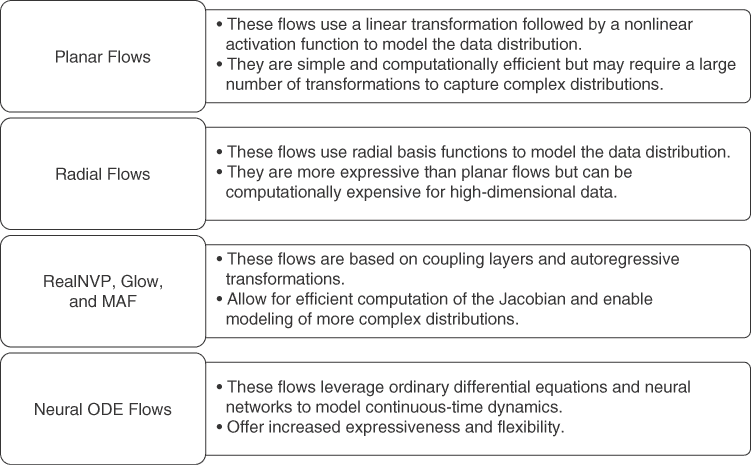 Planar Flows
• These flows use a linear transformation followed by a nonlinear
activation function to model the data distribution.
• They are simple and computationally efficient but may require a large
number of transformations to capture complex distributions.
Radial Flows
• These flows use radial basis functions to model the data distribution.
• They are more expressive than planar flows but can be
computationally expensive for high-dimensional data.
RealNVP, Glow,
and MAF
• These flows are based on coupling layers and autoregressive
transformations.
• Allow for efficient computation of the Jacobian and enable
modeling of more complex distributions.
Neural ODE Flows
• These flows leverage ordinary differential equations and neural
networks to model continuous-time dynamics.
• Offer increased expressiveness and flexibility.